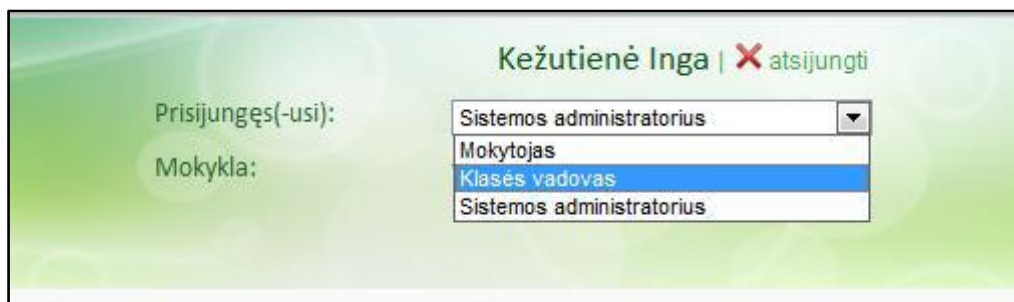 Kežutienė Inga | atsijungti
Prisijungęs(-usi): Sistemos administratorius
Mokytojas
Mokykla:
Klasės vadovas
Sistemos administratorius